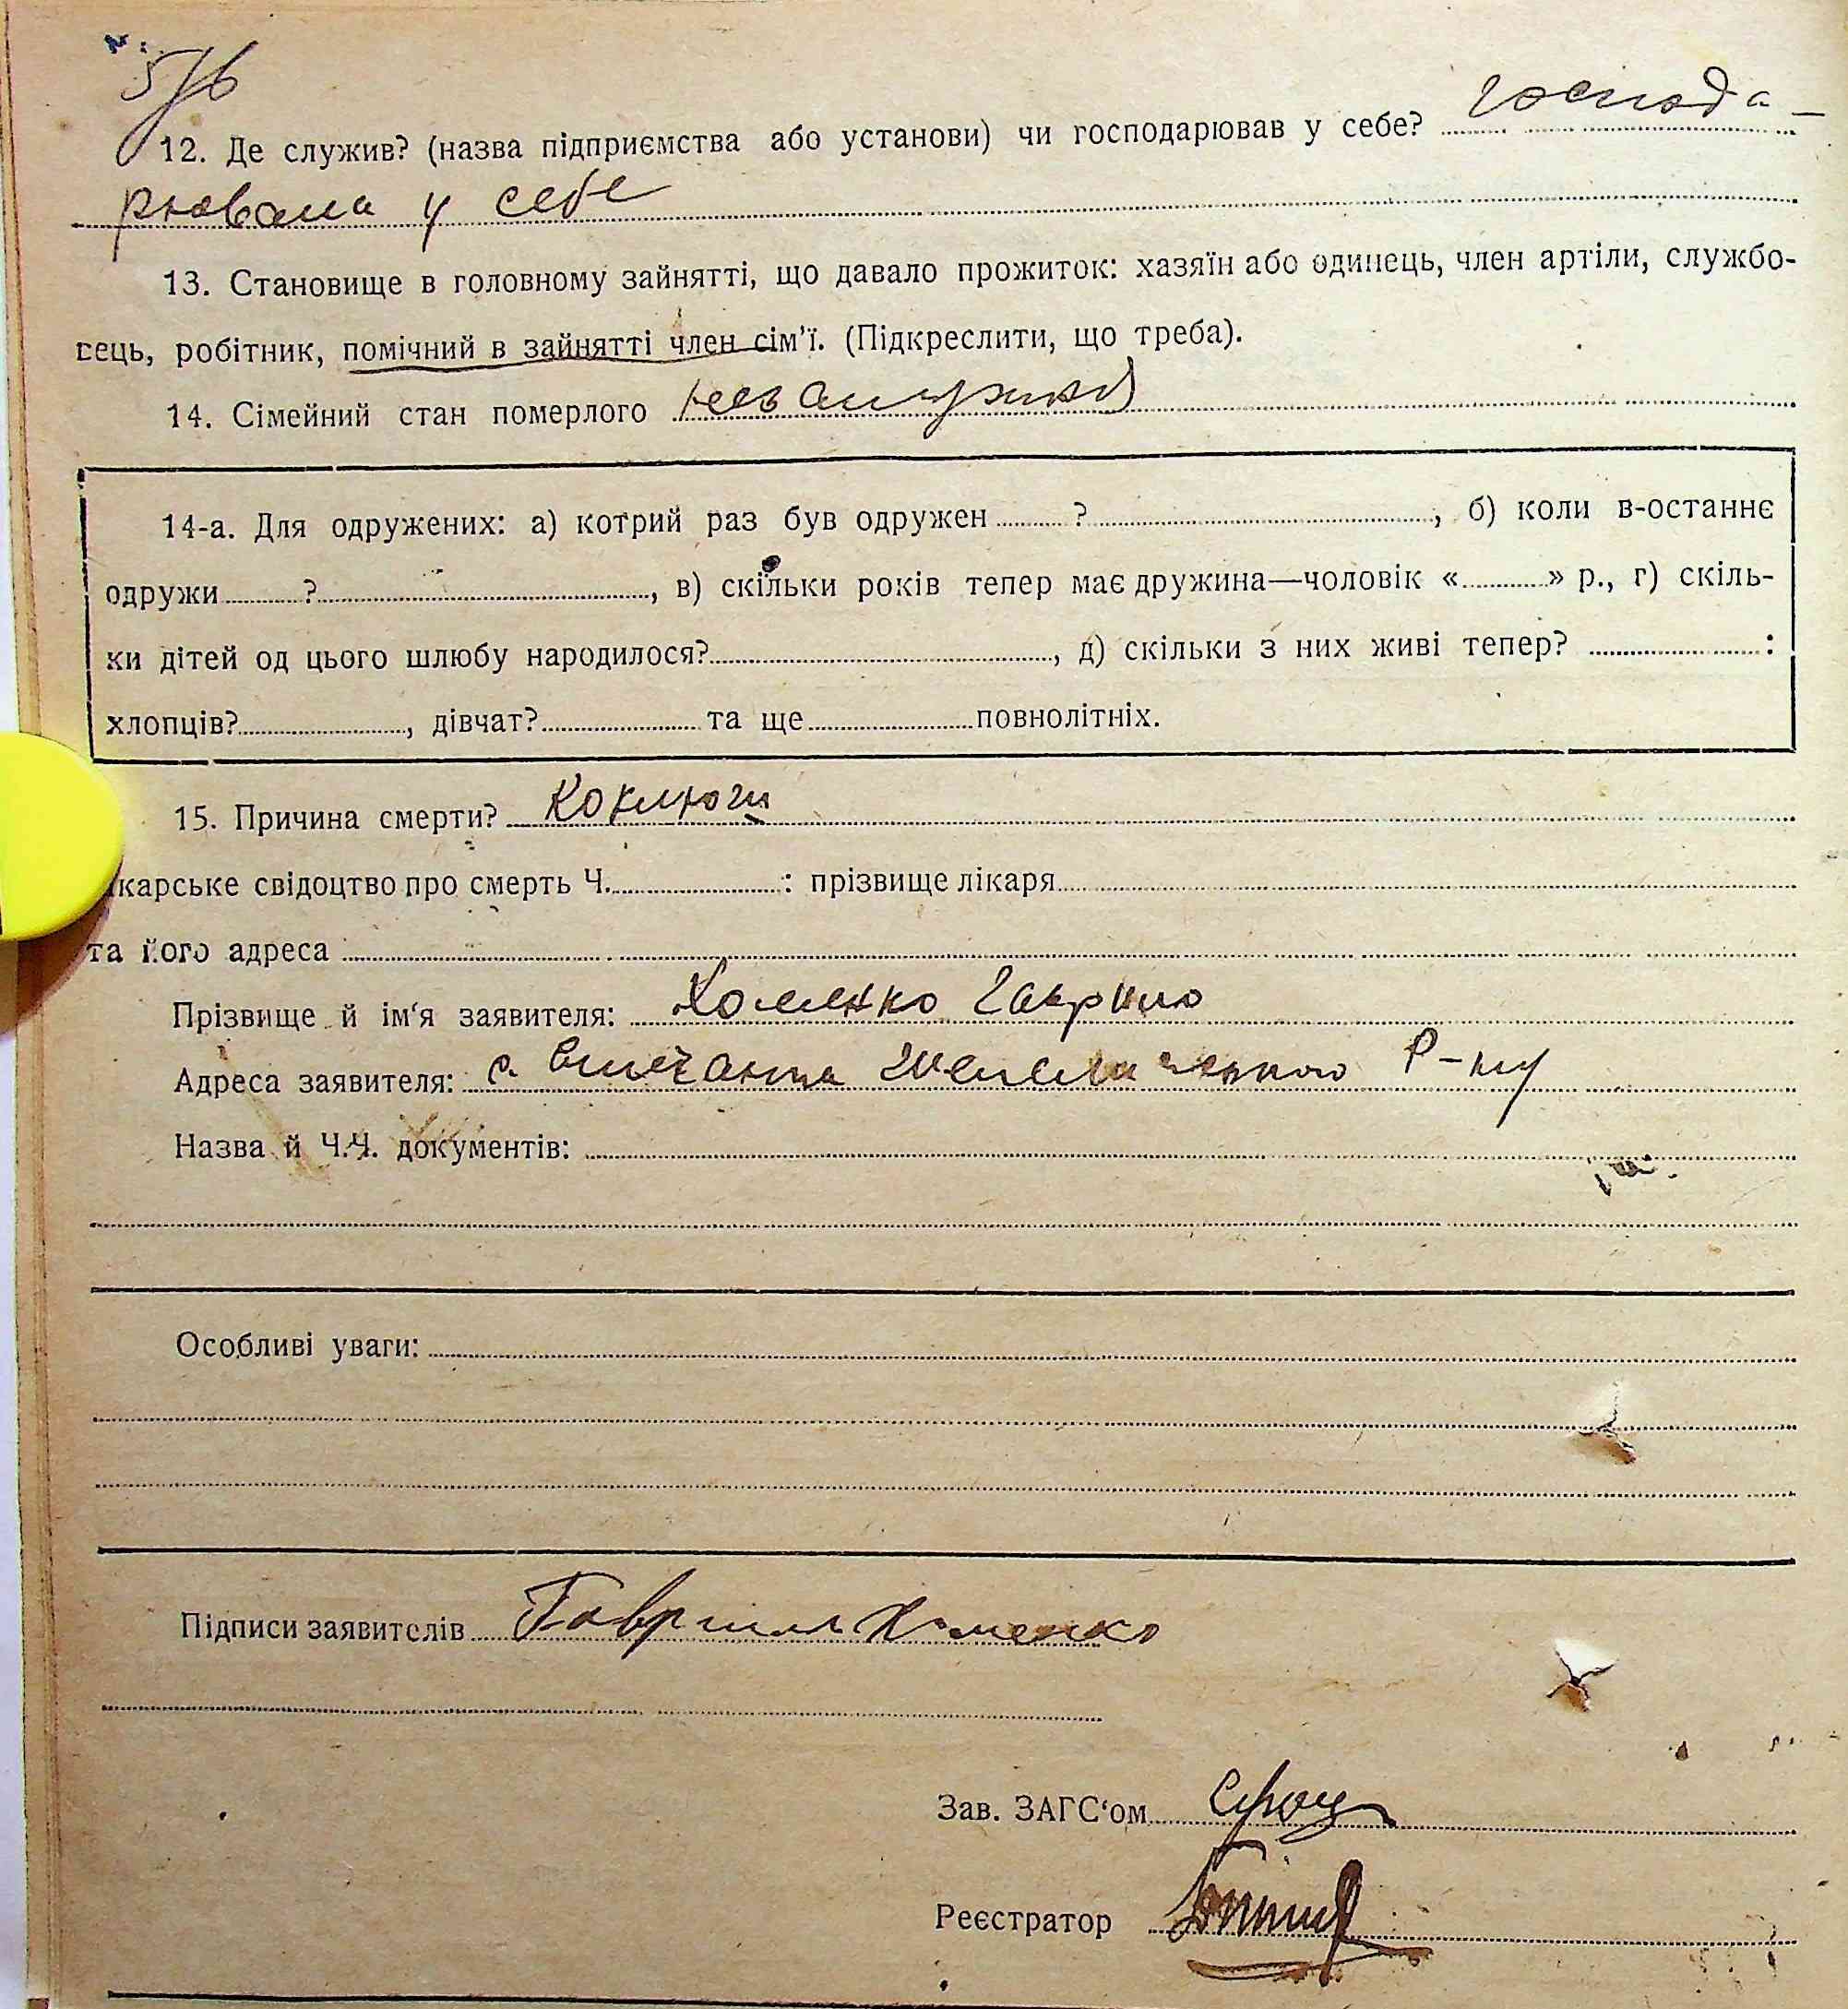 12. Де служив? (назва підприємства або установи) чи господарював у себе? господа-
рювала у себе
13. Становище в головному зайнятті, що давало прожиток: хазяїн або одинець, член артіли, службо-
вець, робітник, помічний в зайнятті член сім'ї. (Підкреслити, що треба).
14. Сімейний стан померлого
14-а. Для одружених: а) котрий раз був одружен ? , б) коли в-останнє
одружи ? , в) скільки років тепер має дружина—чоловік « » р., г) скіль-
ки дітей од цього шлюбу народилося? , д) скільки з них живі тепер? :
хлопців? , дівчат? та ще повнолітніх.
15. Причина смерти? Коклюш
карське свідоцтво про смерть Ч. : прізвище лікаря
та його адреса
Прізвище й ім'я заявителя: Хоменко Гаврило
Адреса заявителя: с. Р-ну
Назва й Ч.Ч. документів:
Особливі уваги:
Підписи заявителів Гаврило Хоменко
Зав. ЗАГС'ом
Реєстратор